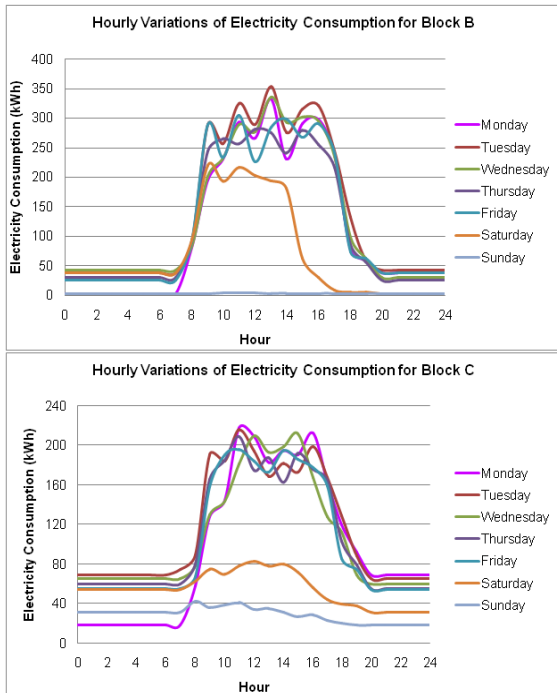 Hourly Variations of Electricity Consumption for Block B
Electricity Consumption (kWh)
400
350
300
250
200
150
100
50
0
0 2 4 6 8 10 12 14 16 18 20 22 24
Hour
Monday
Tuesday
Wednesday
Thursday
Friday
Saturday
Sunday
Hourly Variations of Electricity Consumption for Block C
Electricity Consumption (kWh)
240
200
160
120
80
40
0
0 2 4 6 8 10 12 14 16 18 20 22 24
Hour
Monday
Tuesday
Wednesday
Thursday
Friday
Saturday
Sunday